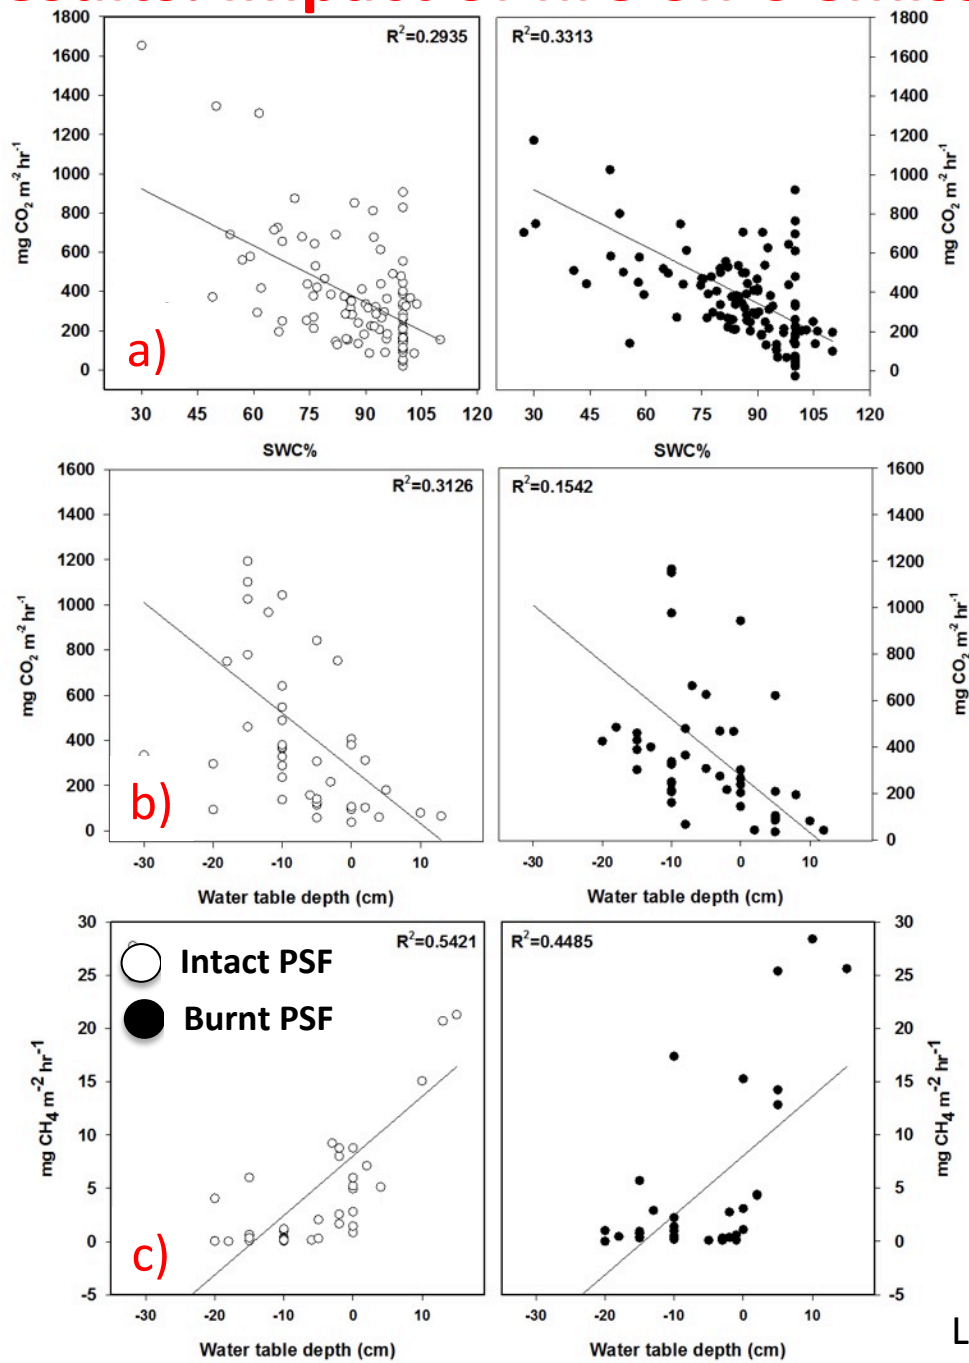 R²=0.2935
R²=0.3313
1800
1600
1400
1200
1000
800
600
400
200
0
mg CO₂ m⁻² hr⁻¹
a)
1800
1600
1400
1200
1000
800
600
400
200
0
mg CO₂ m⁻² hr⁻¹
30 45 60 75 90 105 120
30 45 60 75 90 105 120
SWC%
SWC%
R²=0.3126
R²=0.1542
1600
1400
1200
1000
800
600
400
200
0
mg CO₂ m⁻² hr⁻¹
b)
1600
1400
1200
1000
800
600
400
200
0
mg CO₂ m⁻² hr⁻¹
-30 -20 -10 0 10
-30 -20 -10 0 10
Water table depth (cm)
Water table depth (cm)
R²=0.5421
R²=0.4485
Intact PSF
Burnt PSF
30
25
20
15
10
5
0
-5
mg CH₄ m⁻² hr⁻¹
c)
30
25
20
15
10
5
0
-5
mg CH₄ m⁻² hr⁻¹
-30 -20 -10 0 10
-30 -20 -10 0 10
Water table depth (cm)
Water table depth (cm)
L